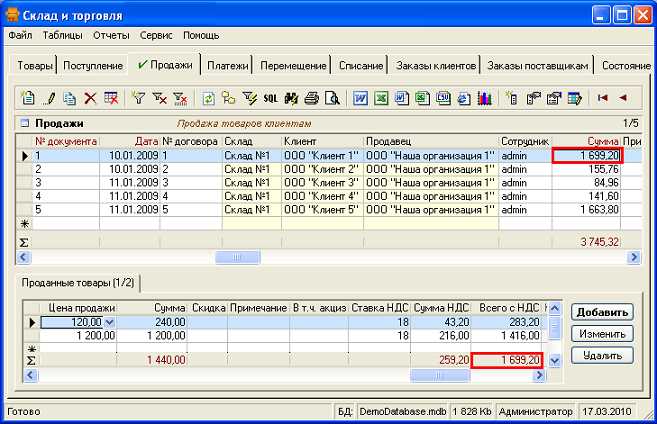 Склад и торговля
Файл Таблицы Отчеты Сервис Помощь
Товары Поступление Продажи Платежи Перемещение Списание Заказы клиентов Заказы поставщикам Состояние
SQL
Продажи Продажа товаров клиентам 1/5
№ документа Дата № договора Склад Клиент Продавец Сотрудник Сумма При
1 10.01.2009 1 Склад №1 ООО "Клиент 1" ООО "Наша организация 1" admin 1 699,20
2 10.01.2009 2 Склад №1 ООО "Клиент 2" ООО "Наша организация 1" admin 155,76
3 11.01.2009 3 Склад №1 ООО "Клиент 3" ООО "Наша организация 1" admin 84,96
4 11.01.2009 4 Склад №1 ООО "Клиент 4" ООО "Наша организация 1" admin 141,60
5 11.01.2009 5 Склад №1 ООО "Клиент 5" ООО "Наша организация 1" admin 1 663,80
Σ 3 745,32
Проданные товары (1/2)
Цена продажи Сумма Скидка Примечание В т.ч. акциз Ставка НДС Сумма НДС Всего с НДС
120,00 240,00 18 43,20 283,20
1 200,00 1 200,00 18 216,00 1 416,00
Σ 1 440,00 259,20 1 699,20
Добавить
Изменить
Удалить
Готово БД: DemoDatabase.mdb 1 828 Kb Администратор 17.03.2010